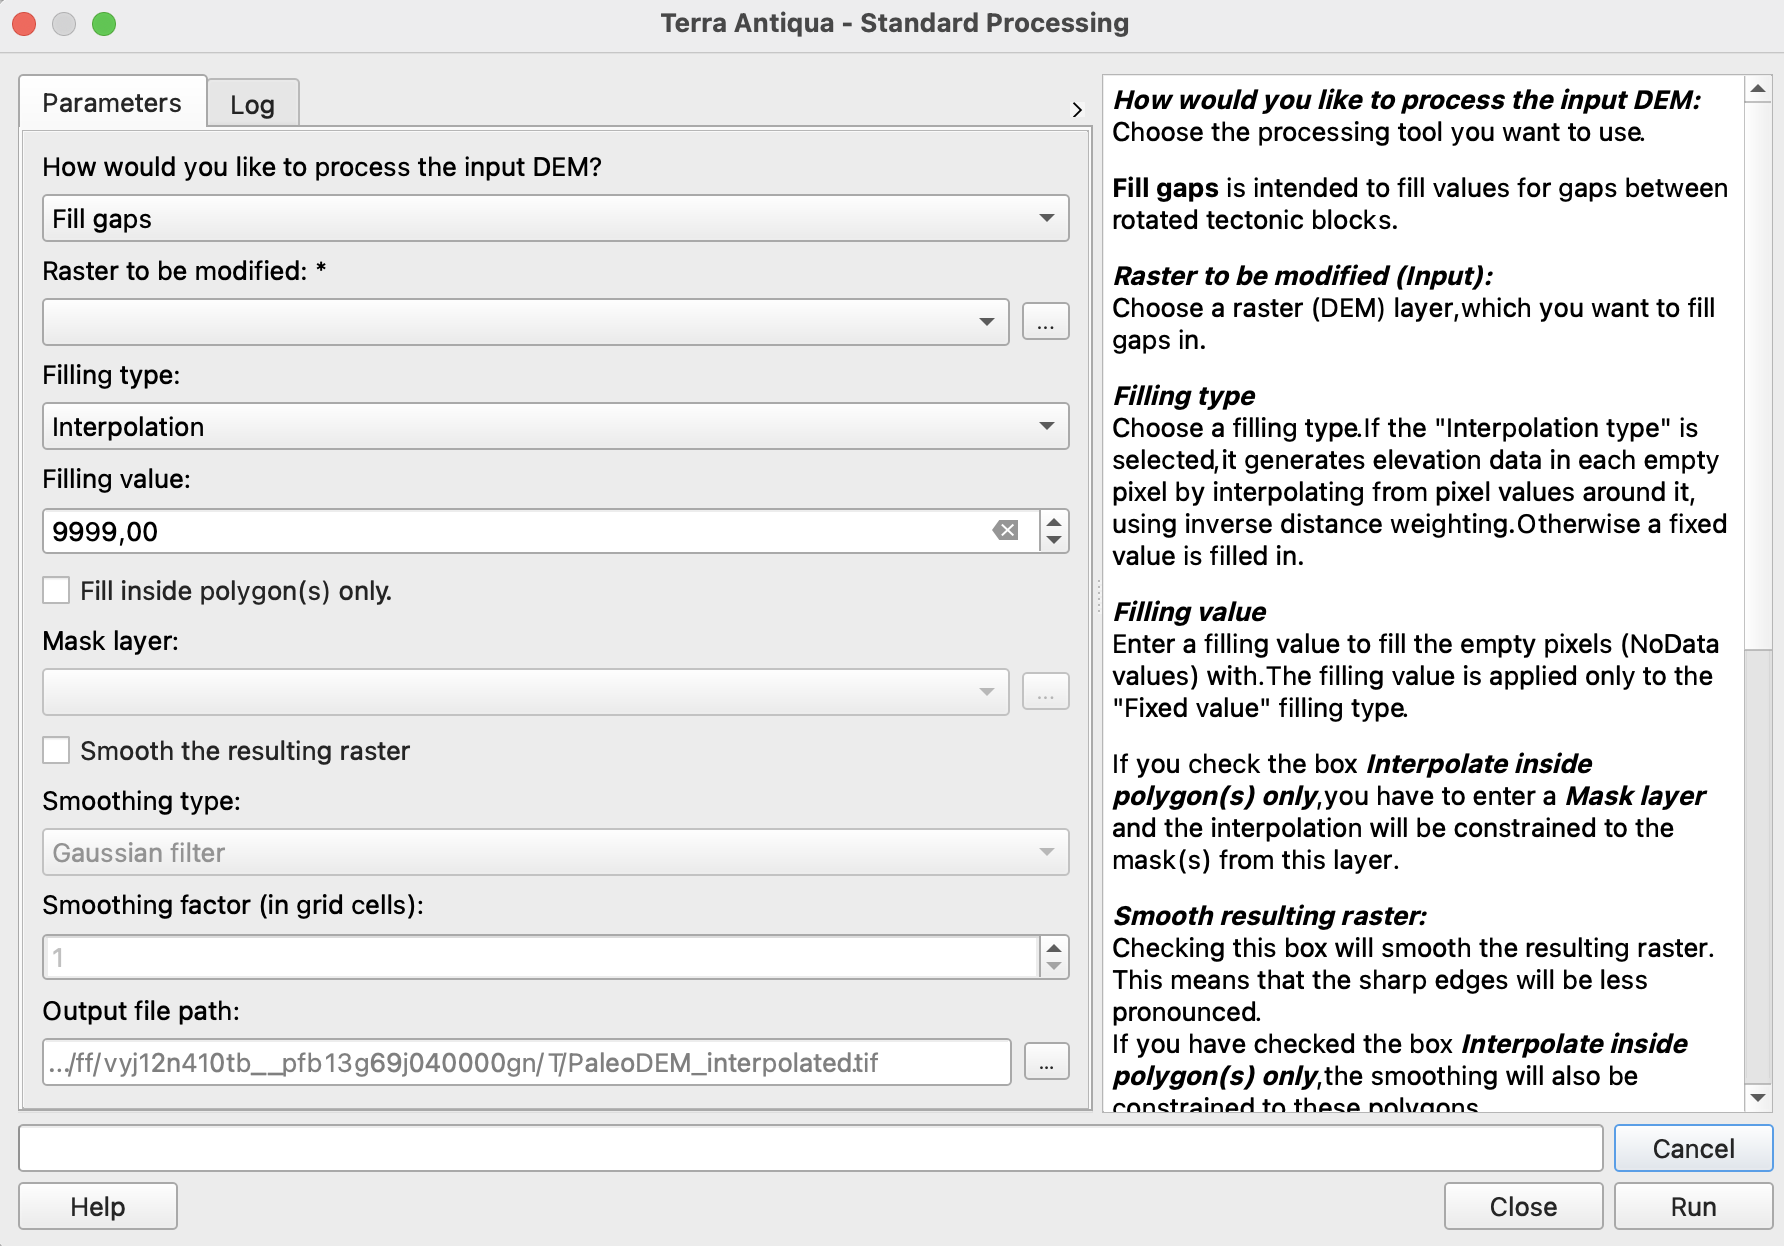 Terra Antiqua - Standard Processing
Parameters
Log
How would you like to process the input DEM?
Fill gaps
Raster to be modified: *
...
Filling type:
Interpolation
Filling value:
9999,00
Fill inside polygon(s) only.
Mask layer:
...
Smooth the resulting raster
Smoothing type:
Gaussian filter
Smoothing factor (in grid cells):
1
Output file path:
.../ff/vyj12n410tb__pfb13g69j040000gn/T/PaleoDEM_interpolated.tif
...
How would you like to process the input DEM:
Choose the processing tool you want to use.
Fill gaps is intended to fill values for gaps between
rotated tectonic blocks.
Raster to be modified (Input):
Choose a raster (DEM) layer,which you want to fill
gaps in.
Filling type
Choose a filling type.If the "Interpolation type" is
selected,it generates elevation data in each empty
pixel by interpolating from pixel values around it,
using inverse distance weighting.Otherwise a fixed
value is filled in.
Filling value
Enter a filling value to fill the empty pixels (NoData
values) with.The filling value is applied only to the
"Fixed value" filling type.
If you check the box Interpolate inside
polygon(s) only,you have to enter a Mask layer
and the interpolation will be constrained to the
mask(s) from this layer.
Smooth resulting raster:
Checking this box will smooth the resulting raster.
This means that the sharp edges will be less
pronounced.
If you have checked the box Interpolate inside
polygon(s) only,the smoothing will also be
constrained to these polygons.
Cancel
Help
Close
Run